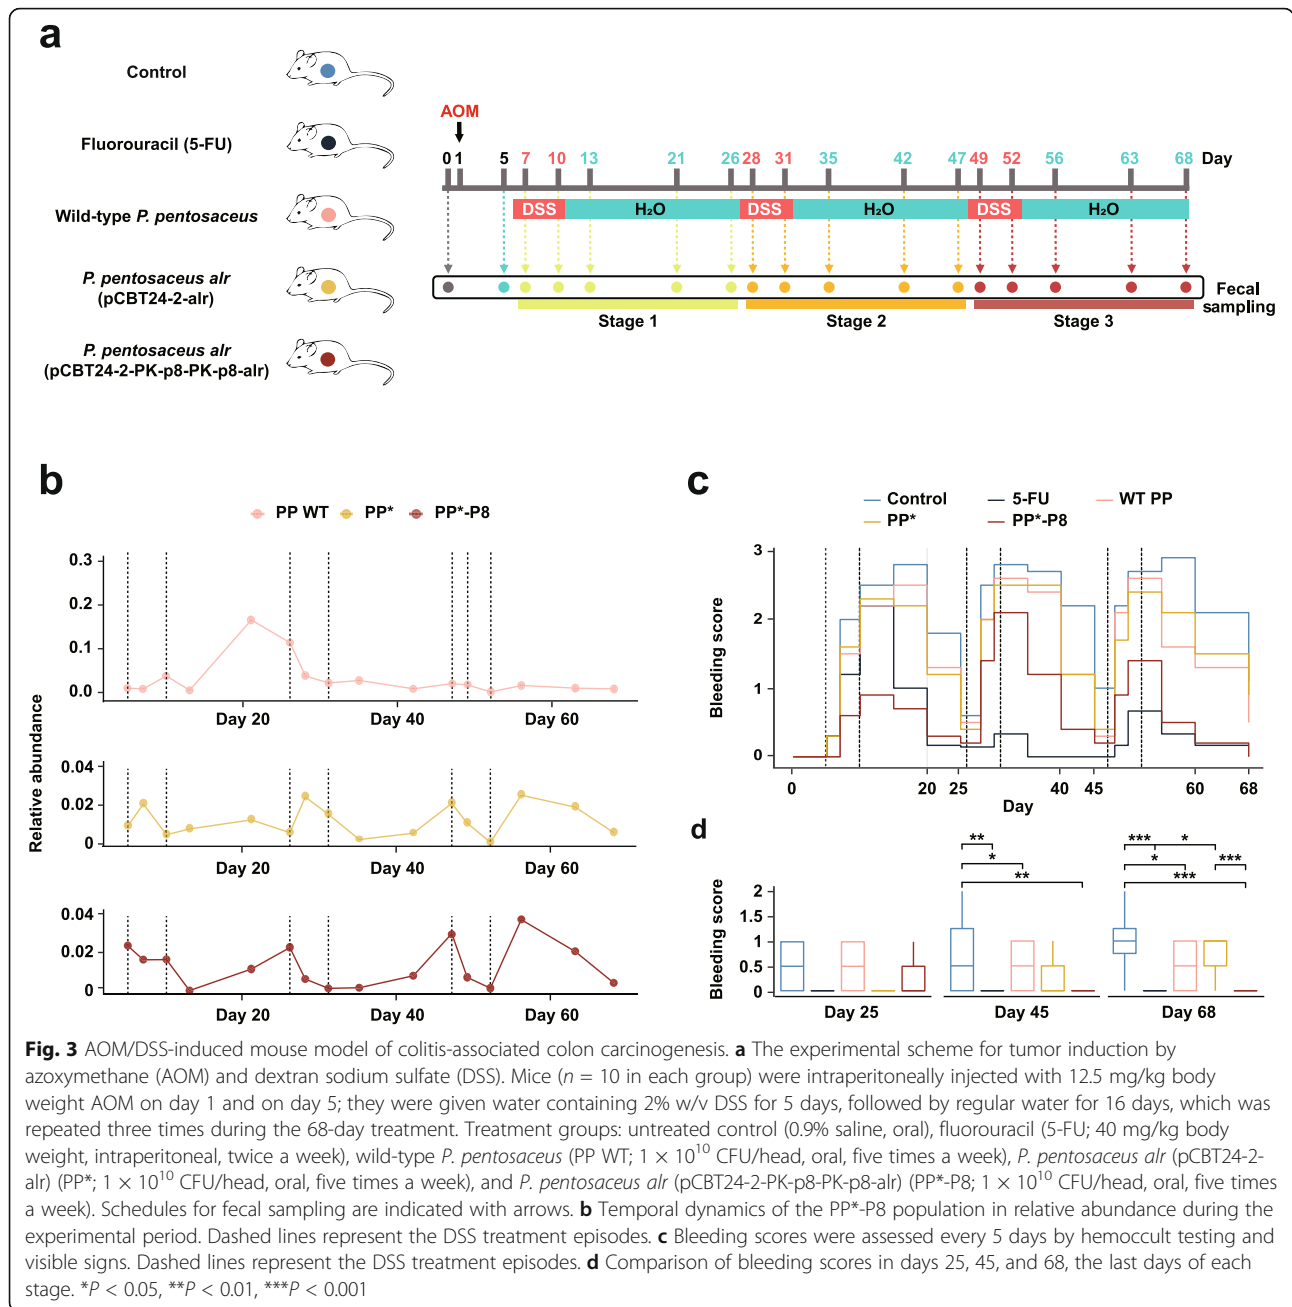 a
Control
Fluorouracil (5-FU)
Wild-type P. pentosaceus
P. pentosaceus alr
(pCBT24-2-alr)
P. pentosaceus alr
(pCBT24-2-PK-p8-PK-p8-alr)
AOM
0 1 5 7 10 13 21 26 28 31 35 42 47 49 52 56 63 68 Day
DSS H₂O DSS H₂O DSS H₂O
Fecal
sampling
Stage 1 Stage 2 Stage 3
b
PP WT PP* PP*-P8
Relative abundance
0.3
0.2
0.1
0.0
Day 20 Day 40 Day 60
0.04
0.02
0
Day 20 Day 40 Day 60
0.04
0.02
0
Day 20 Day 40 Day 60
c
Control 5-FU WT PP
PP* PP*-P8
Bleeding score
3
2
1
0
0 20 25 40 45 60 68
Day
d
** * ** *** * * *** ***
Bleeding score
2
1.5
1
0.5
0
Day 25 Day 45 Day 68
Fig. 3 AOM/DSS-induced mouse model of colitis-associated colon carcinogenesis. a The experimental scheme for tumor induction by
azoxymethane (AOM) and dextran sodium sulfate (DSS). Mice (n = 10 in each group) were intraperitoneally injected with 12.5 mg/kg body
weight AOM on day 1 and on day 5; they were given water containing 2% w/v DSS for 5 days, followed by regular water for 16 days, which was
repeated three times during the 68-day treatment. Treatment groups: untreated control (0.9% saline, oral), fluorouracil (5-FU; 40 mg/kg body
weight, intraperitoneal, twice a week), wild-type P. pentosaceus (PP WT; 1 × 10¹⁰ CFU/head, oral, five times a week), P. pentosaceus alr (pCBT24-2-
alr) (PP*; 1 × 10¹⁰ CFU/head, oral, five times a week), and P. pentosaceus alr (pCBT24-2-PK-p8-PK-p8-alr) (PP*-P8; 1 × 10¹⁰ CFU/head, oral, five times
a week). Schedules for fecal sampling are indicated with arrows. b Temporal dynamics of the PP*-P8 population in relative abundance during the
experimental period. Dashed lines represent the DSS treatment episodes. c Bleeding scores were assessed every 5 days by hemoccult testing and
visible signs. Dashed lines represent the DSS treatment episodes. d Comparison of bleeding scores in days 25, 45, and 68, the last days of each
stage. *P < 0.05, **P < 0.01, ***P < 0.001